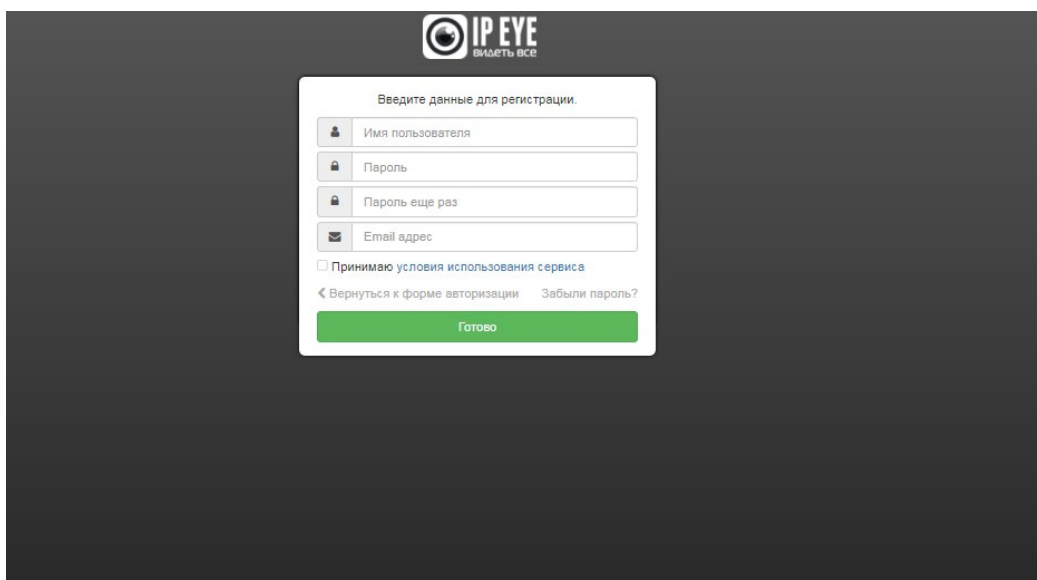 IP EYE
видеть все
Введите данные для регистрации.
Имя пользователя
Пароль
Пароль еще раз
Email адрес
Принимаю условия использования сервиса
Вернуться к форме авторизации Забыли пароль?
Готово